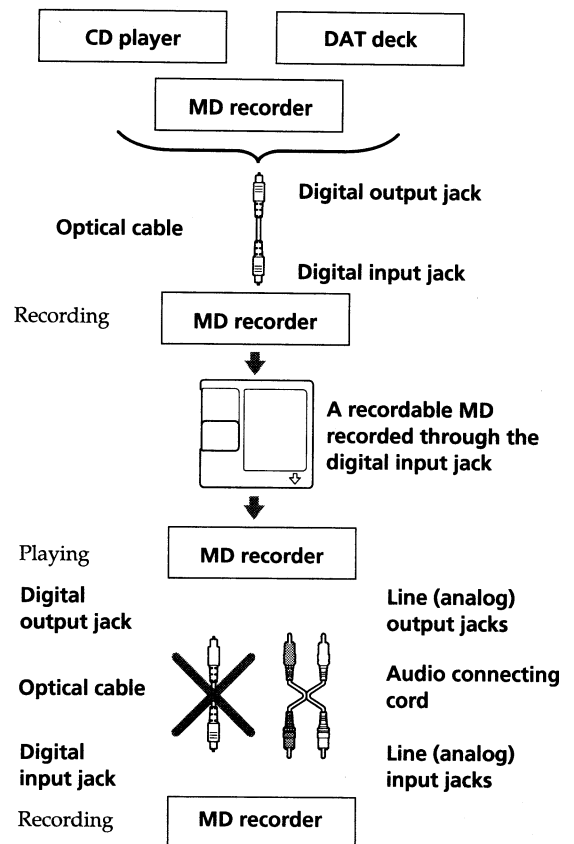 CD player
DAT deck
MD recorder
Digital output jack
Optical cable
Digital input jack
Recording
MD recorder
A recordable MD
recorded through the
digital input jack
Playing
MD recorder
Digital
output jack
Line (analog)
output jacks
Optical cable
Audio connecting
cord
Digital
input jack
Line (analog)
input jacks
Recording
MD recorder